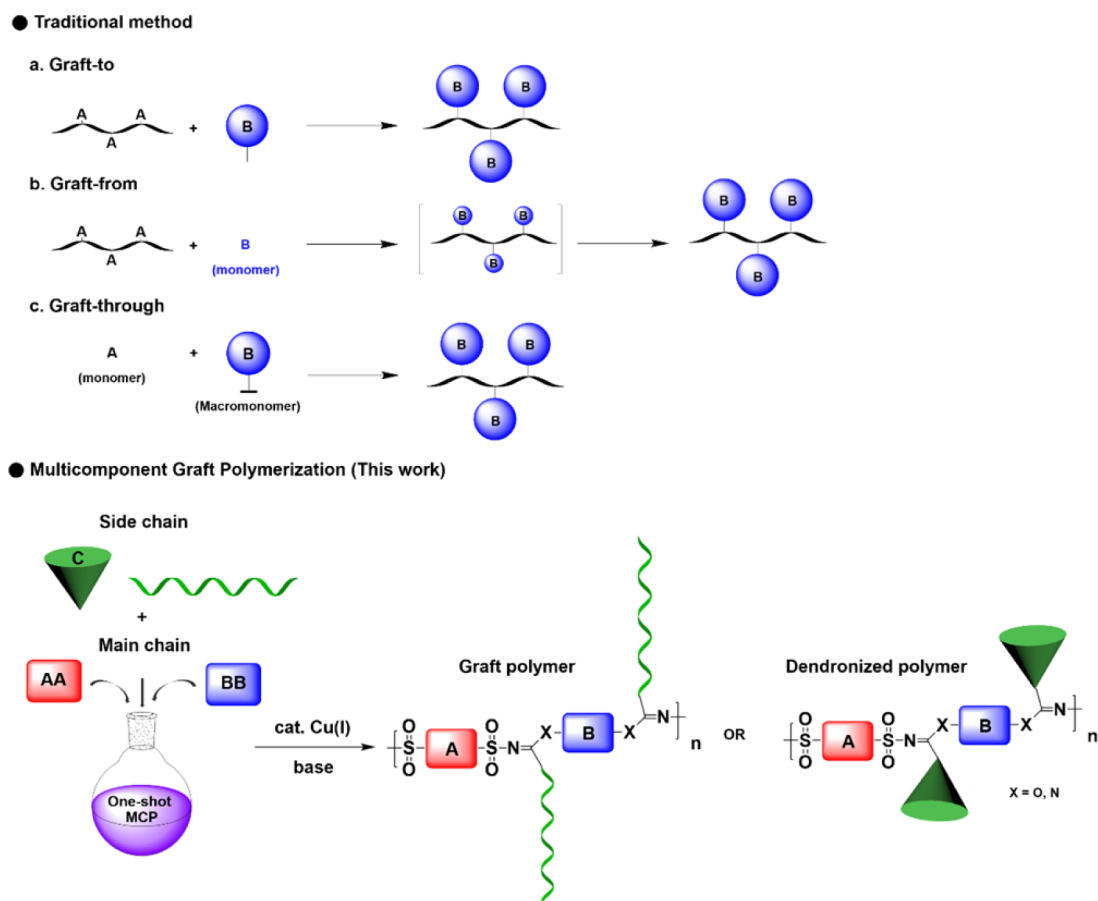 ● Traditional method
a. Graft-to
A A
A
+ B
B B
B
b. Graft-from
A A
A
+ B
(monomer)
B B
B
B B
B
c. Graft-through
A + B
(monomer)
(Macromonomer)
B B
B
● Multicomponent Graft Polymerization (This work)
Side chain
C
+
Main chain
AA BB
One-shot
MCP
cat. Cu(I)
base
Graft polymer
O O
S A S N X B X N n
O O
OR
Dendronized polymer
O O
S A S N X B X N n
O O
X = O, N